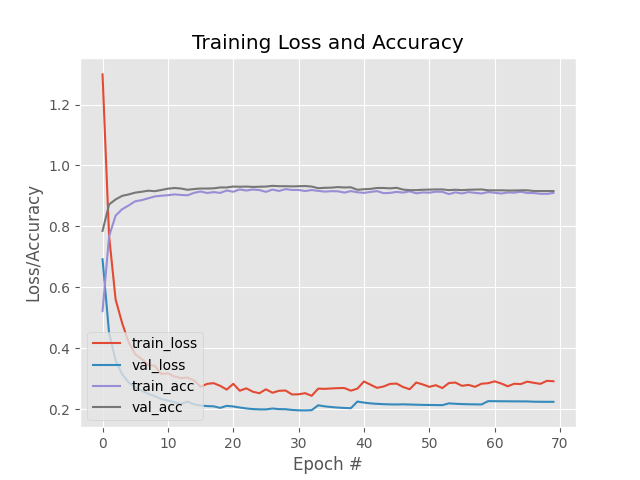 Training Loss and Accuracy
Loss/Accuracy
1.2
1.0
0.8
0.6
0.4
0.2
train_loss
val_loss
train_acc
val_acc
0 10 20 30 40 50 60 70
Epoch #